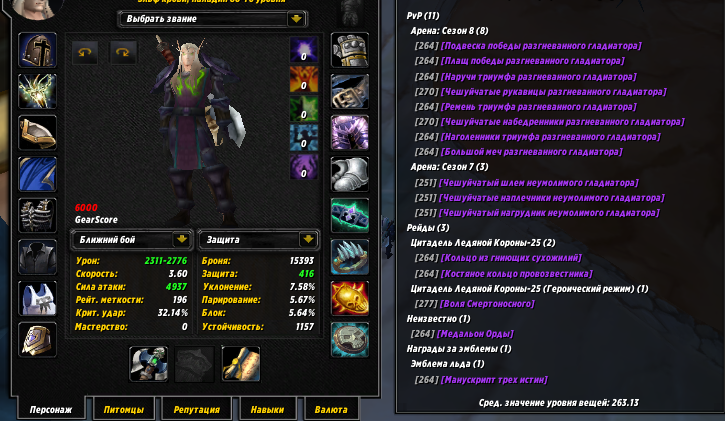 Эльф крови, паладин 80-го уровня
Выбрать звание
0
0
0
0
0
6000
GearScore
Ближний бой
Защита
Урон: 2311-2776
Скорость: 3.60
Сила атаки: 4937
Рейт. меткости: 196
Крит. удар: 32.14%
Мастерство: 0
Броня: 15393
Защита: 416
Уклонение: 7.58%
Парирование: 5.67%
Блок: 5.64%
Устойчивость: 1157
Персонаж
Питомцы
Репутация
Навыки
Валюта
PvP (11)
Арена: Сезон 8 (8)
[264] [Подвеска победы разгневанного гладиатора]
[264] [Плащ победы разгневанного гладиатора]
[264] [Наручи триумфа разгневанного гладиатора]
[270] [Чешуйчатые рукавицы разгневанного гладиатора]
[264] [Ремень триумфа разгневанного гладиатора]
[270] [Чешуйчатые набедренники разгневанного гладиатора]
[264] [Наголенники триумфа разгневанного гладиатора]
[264] [Большой меч разгневанного гладиатора]
Арена: Сезон 7 (3)
[251] [Чешуйчатый шлем неумолимого гладиатора]
[251] [Чешуйчатые наплечники неумолимого гладиатора]
[251] [Чешуйчатый нагрудник неумолимого гладиатора]
Рейды (3)
Цитадель Ледяной Короны-25 (2)
[264] [Кольцо из гниющих сухожилий]
[264] [Костяное кольцо провозвестника]
Цитадель Ледяной Короны-25 (Героический режим) (1)
[277] [Воля Смертоносного]
Неизвестно (1)
[264] [Медальон Орды]
Награды за эмблемы (1)
Эмблема льда (1)
[264] [Манускрипт трех истин]
Сред. значение уровня вещей: 263.13